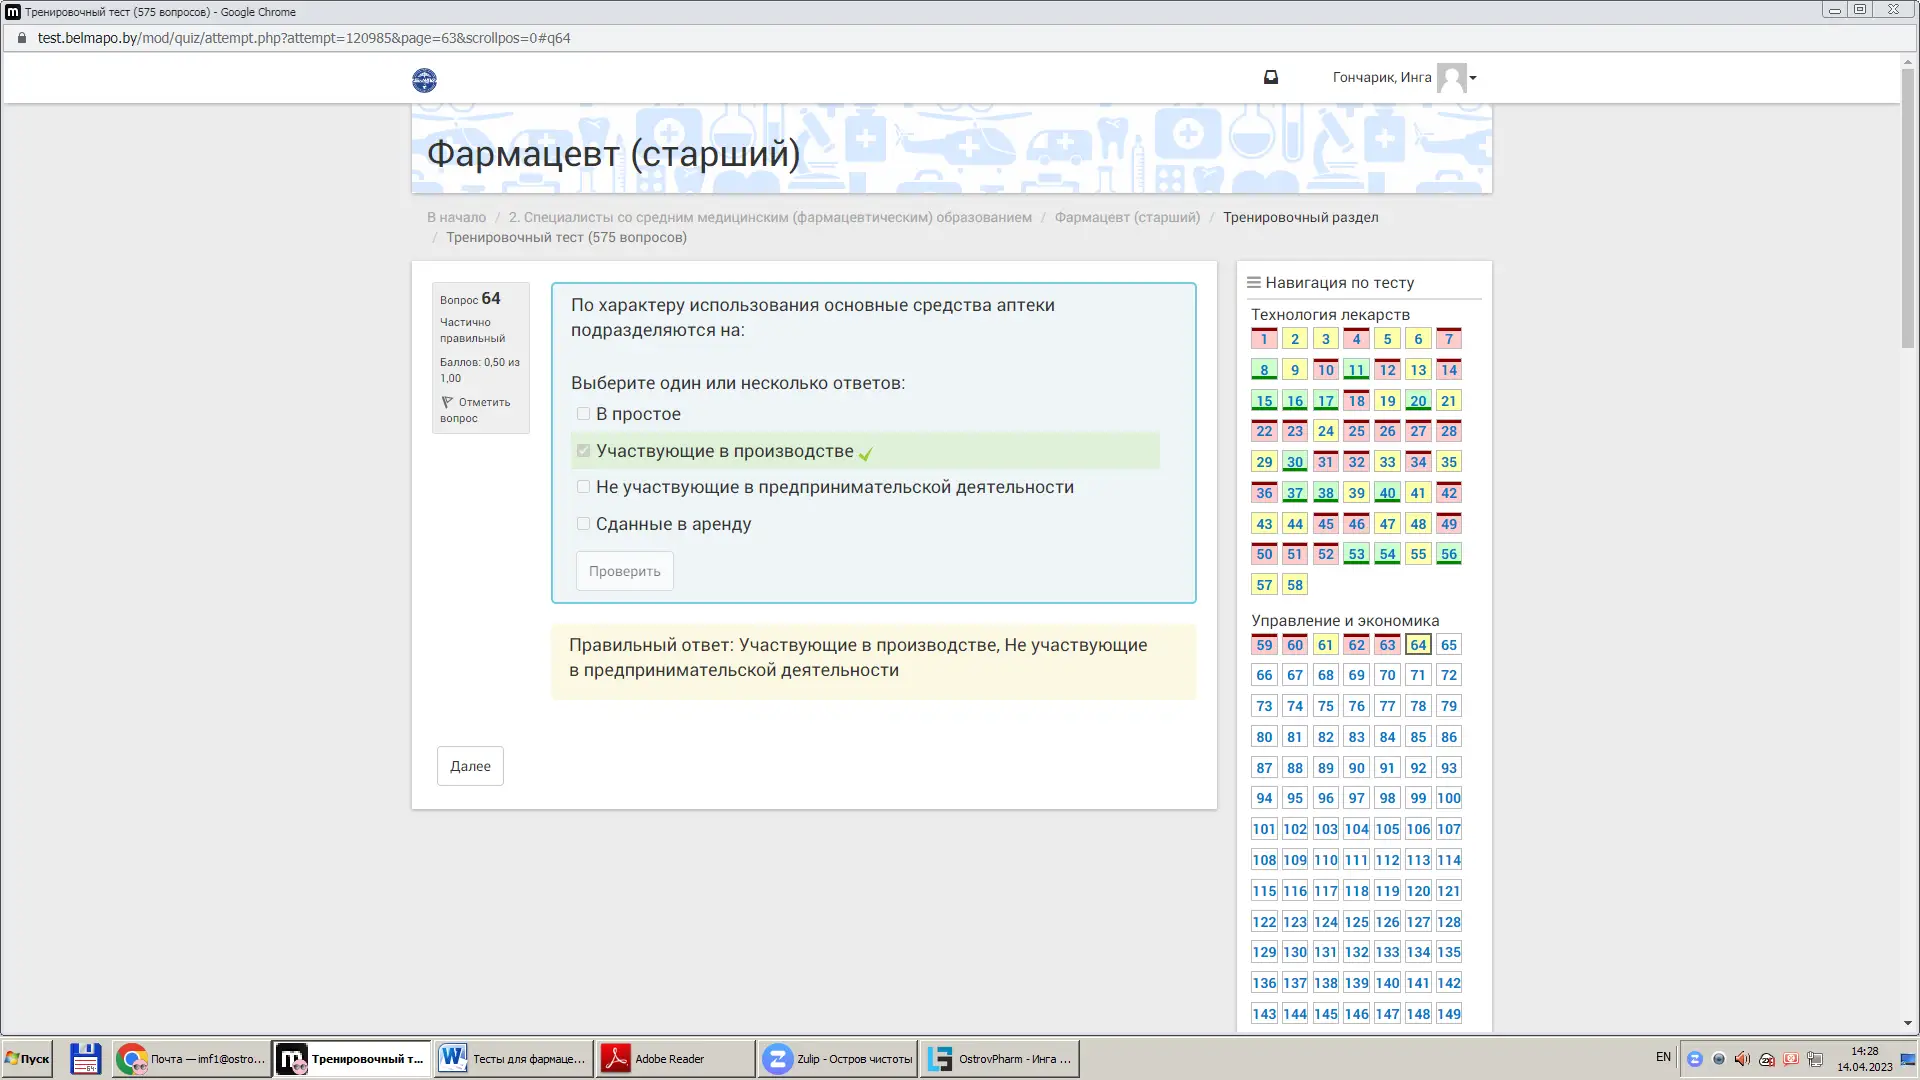 Тренировочный тест (575 вопросов) - Google Chrome
test.belmapo.by/mod/quiz/attempt.php?attempt=120985&page=63&scrollpos=0#q64
Гончарик, Инга
Фармацевт (старший)
В начало / 2. Специалисты со средним медицинским (фармацевтическим) образованием / Фармацевт (старший) / Тренировочный раздел
/ Тренировочный тест (575 вопросов)
Вопрос 64
Частично
правильный
Баллов: 0,50 из
1,00
Отметить
вопрос
По характеру использования основные средства аптеки
подразделяются на:
Выберите один или несколько ответов:
В простое
Участвующие в производстве
Не участвующие в предпринимательской деятельности
Сданные в аренду
Проверить
Правильный ответ: Участвующие в производстве, Не участвующие
в предпринимательской деятельности
Далее
Навигация по тесту
Технология лекарств
1 2 3 4 5 6 7
8 9 10 11 12 13 14
15 16 17 18 19 20 21
22 23 24 25 26 27 28
29 30 31 32 33 34 35
36 37 38 39 40 41 42
43 44 45 46 47 48 49
50 51 52 53 54 55 56
57 58
Управление и экономика
59 60 61 62 63 64 65
66 67 68 69 70 71 72
73 74 75 76 77 78 79
80 81 82 83 84 85 86
87 88 89 90 91 92 93
94 95 96 97 98 99 100
101 102 103 104 105 106 107
108 109 110 111 112 113 114
115 116 117 118 119 120 121
122 123 124 125 126 127 128
129 130 131 132 133 134 135
136 137 138 139 140 141 142
143 144 145 146 147 148 149
Пуск
Почта — imf1@ostro...
Тренировочный т...
Тесты для фармаце...
Adobe Reader
Zulip - Остров чистоты
OstrovPharm - Инга ...
EN
14:28
14.04.2023